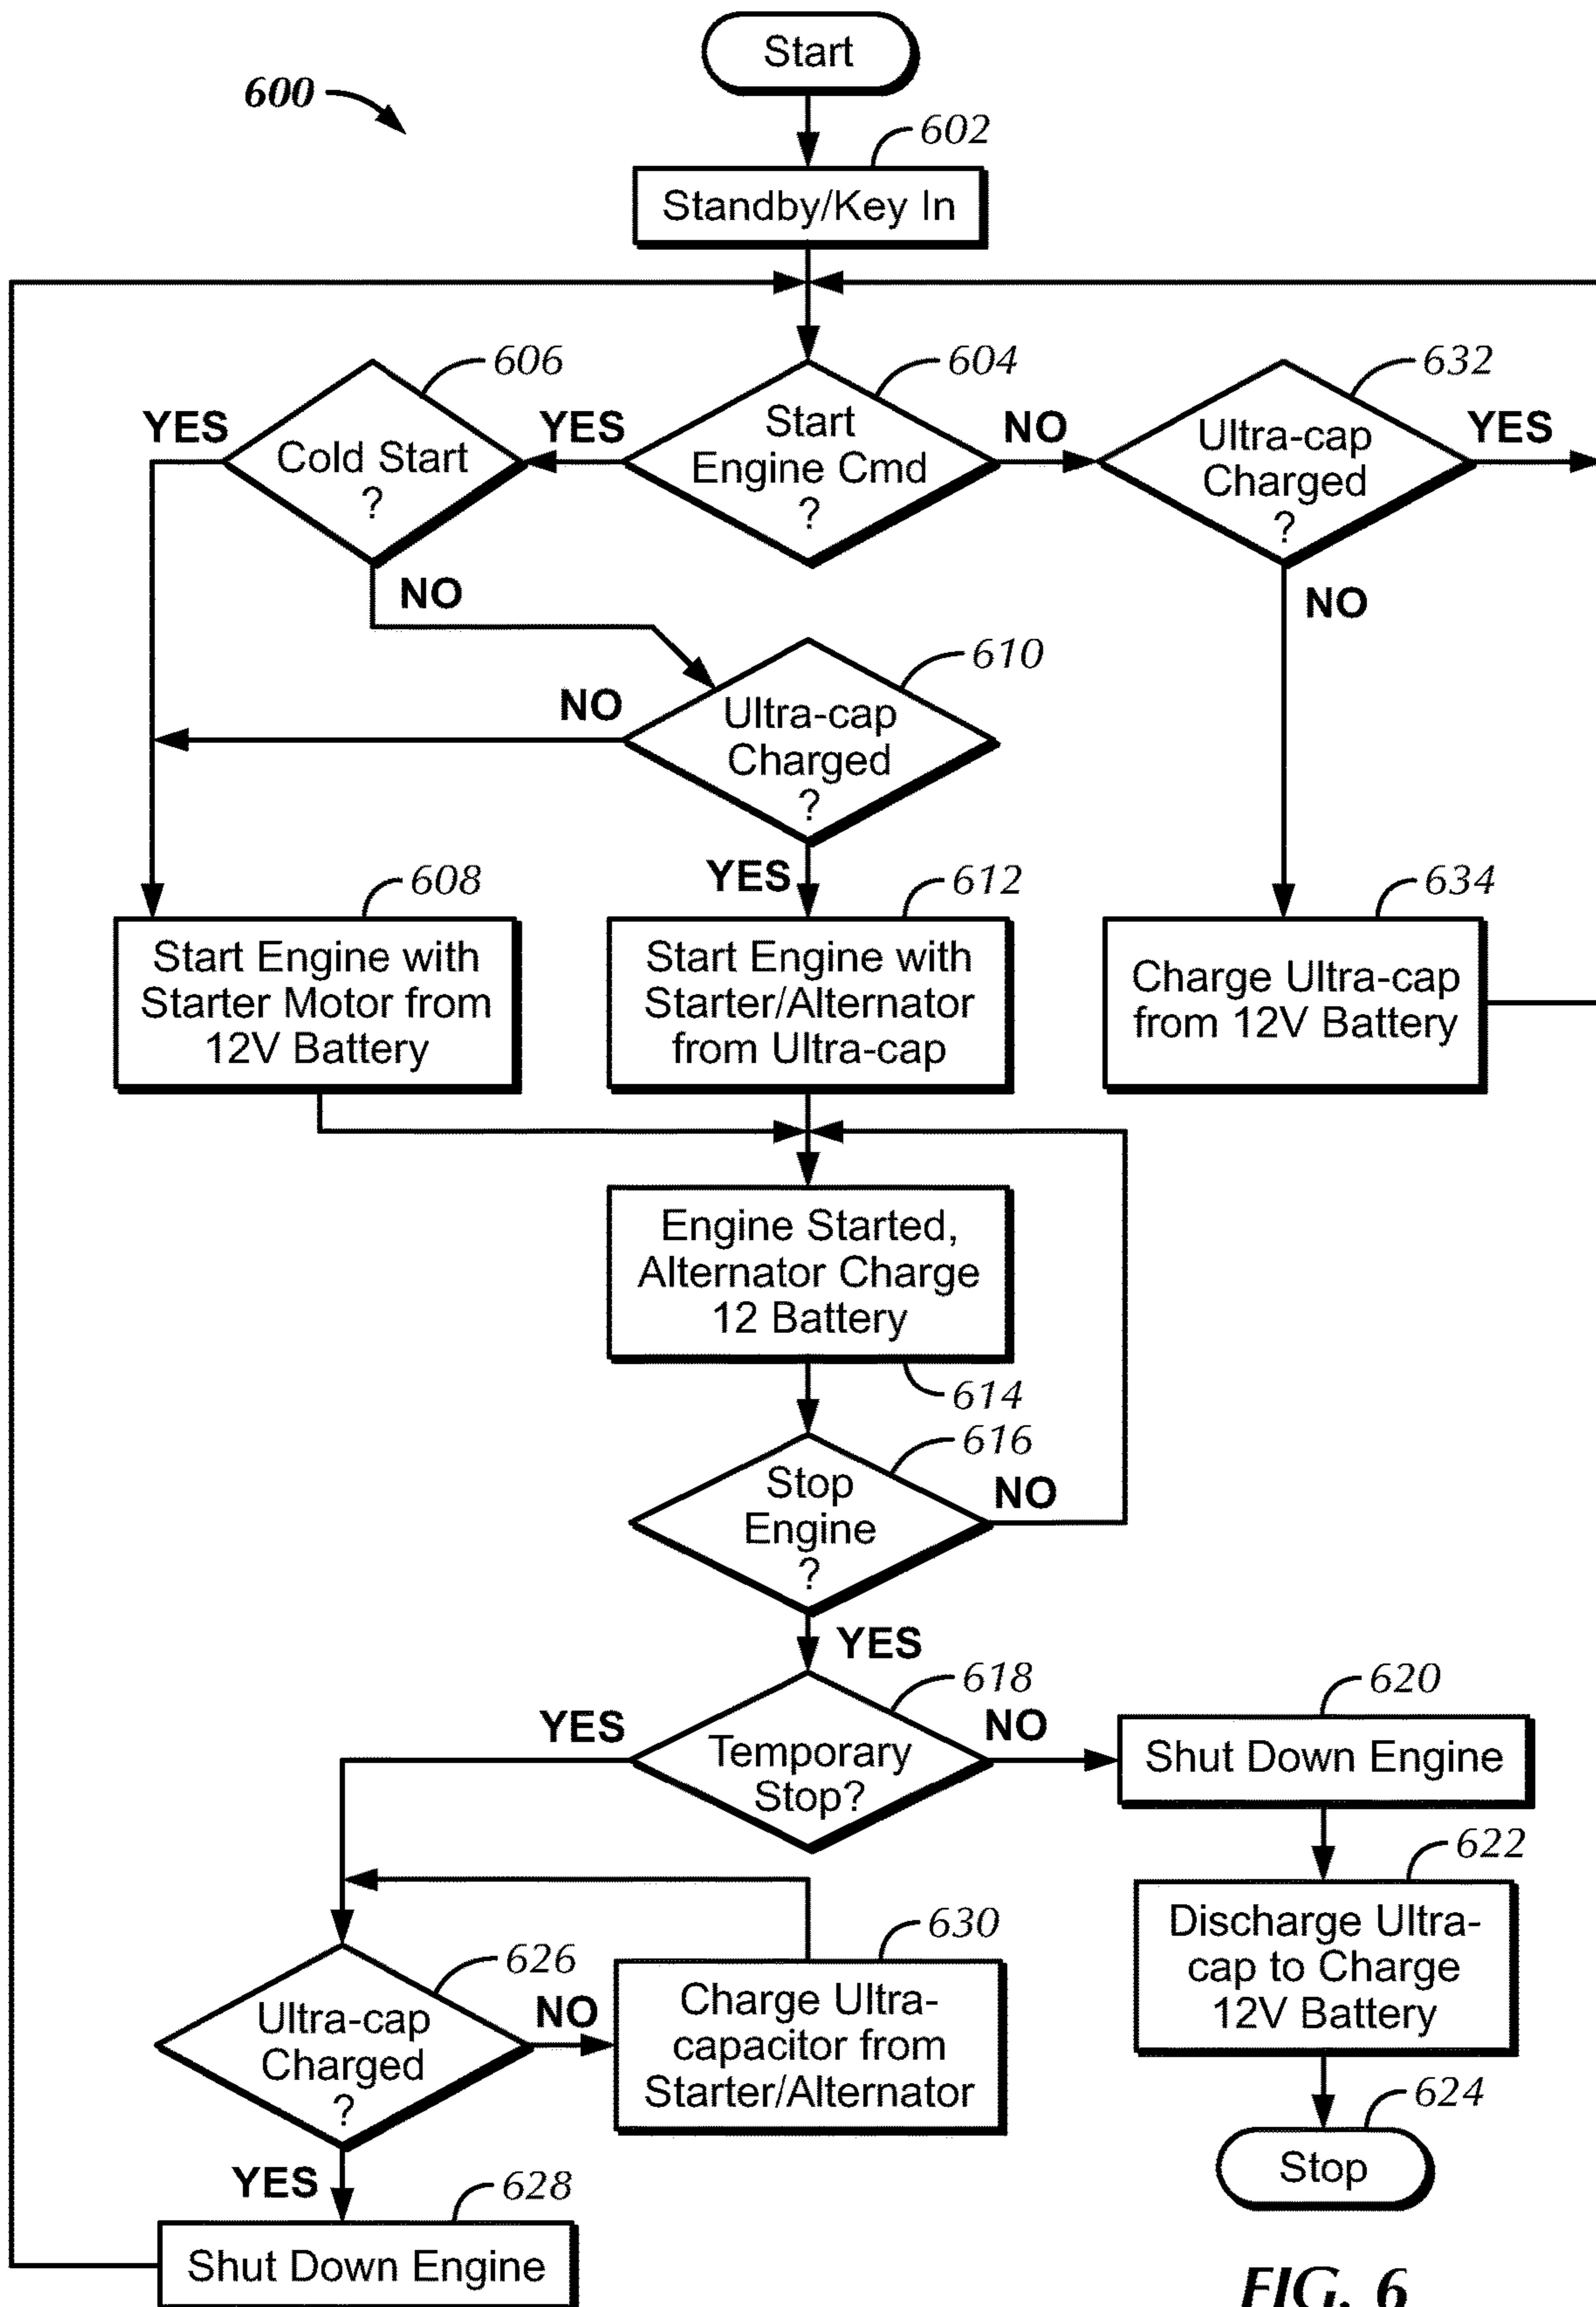 Start
600
602
Standby/Key In
606
604
632
YES
Cold Start
?
YES
Start
Engine Cmd
?
NO
Ultra-cap
Charged
?
YES
NO
NO
610
NO
Ultra-cap
Charged
?
YES
608
612
634
Start Engine with
Starter Motor from
12V Battery
Start Engine with
Starter/Alternator
from Ultra-cap
Charge Ultra-cap
from 12V Battery
Engine Started,
Alternator Charge
12 Battery
614
616
Stop
Engine
?
NO
YES
618
620
YES
Temporary
Stop?
NO
Shut Down Engine
622
Discharge Ultra-
cap to Charge
12V Battery
626
630
Ultra-cap
Charged
?
NO
Charge Ultra-
capacitor from
Starter/Alternator
624
Stop
YES
628
Shut Down Engine
FIG. 6